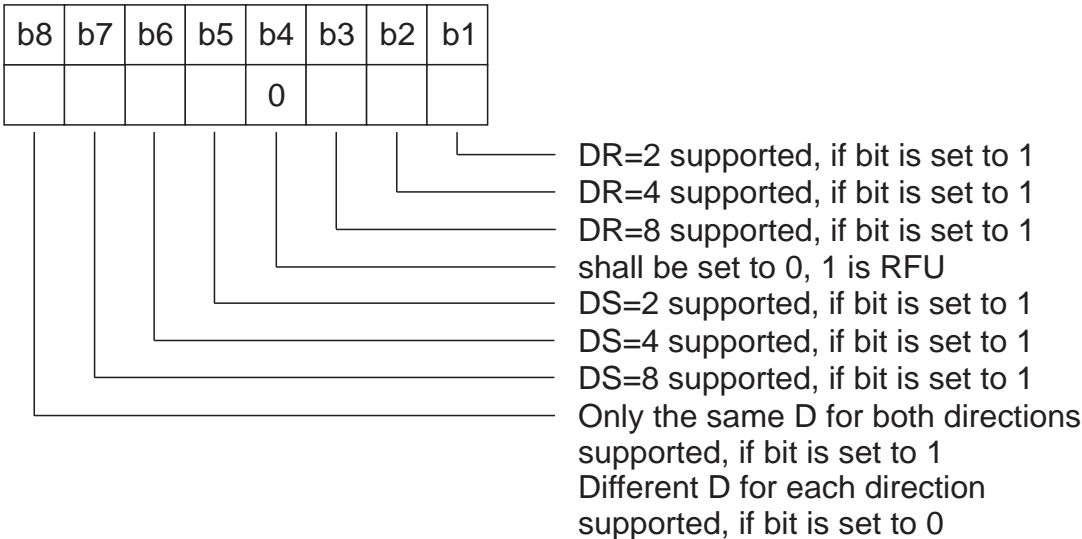 b8 b7 b6 b5 b4 b3 b2 b1
0
DR=2 supported, if bit is set to 1
DR=4 supported, if bit is set to 1
DR=8 supported, if bit is set to 1
shall be set to 0, 1 is RFU
DS=2 supported, if bit is set to 1
DS=4 supported, if bit is set to 1
DS=8 supported, if bit is set to 1
Only the same D for both directions
supported, if bit is set to 1
Different D for each direction
supported, if bit is set to 0